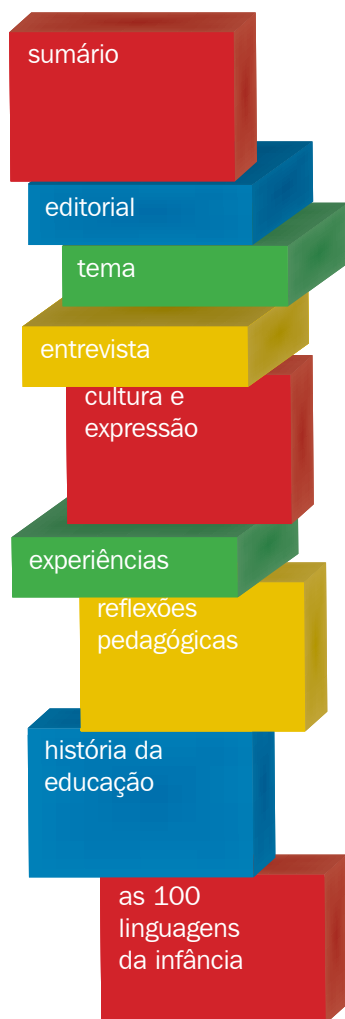 sumário
editorial
tema
entrevista
cultura e
expressão
experiências
reflexões
pedagógicas
história da
educação
as 100
linguagens
da infância